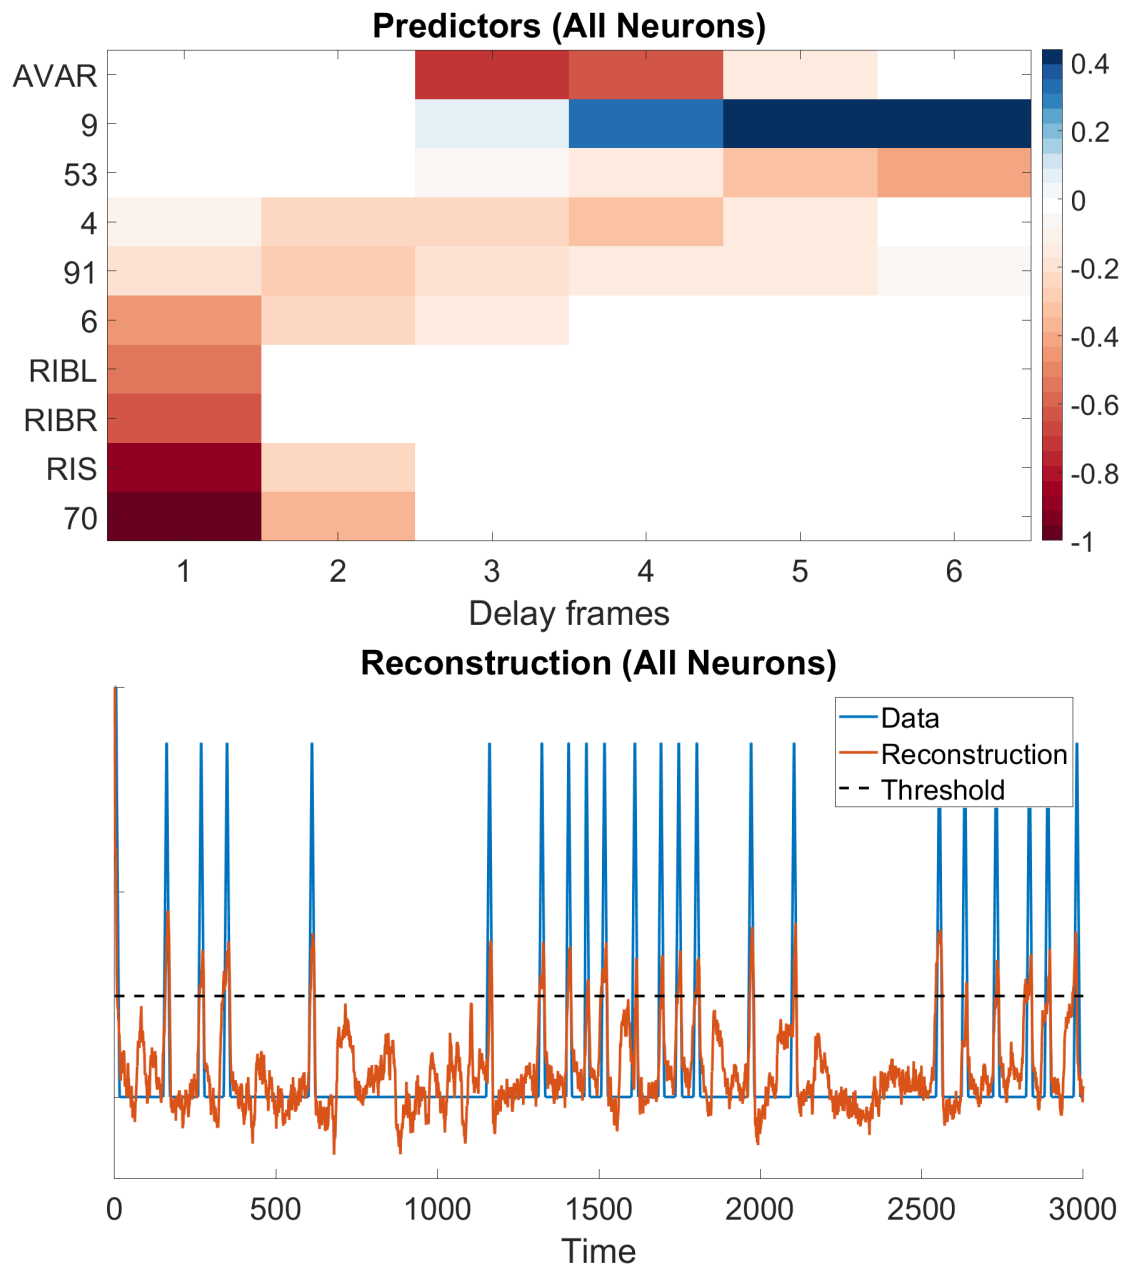 Predictors (All Neurons)
AVAR
9
53
4
91
6
RIBL
RIBR
RIS
70
0.4
0.2
0
-0.2
-0.4
-0.6
-0.8
-1
1 2 3 4 5 6
Delay frames
Reconstruction (All Neurons)
Data
Reconstruction
Threshold
0 500 1000 1500 2000 2500 3000
Time